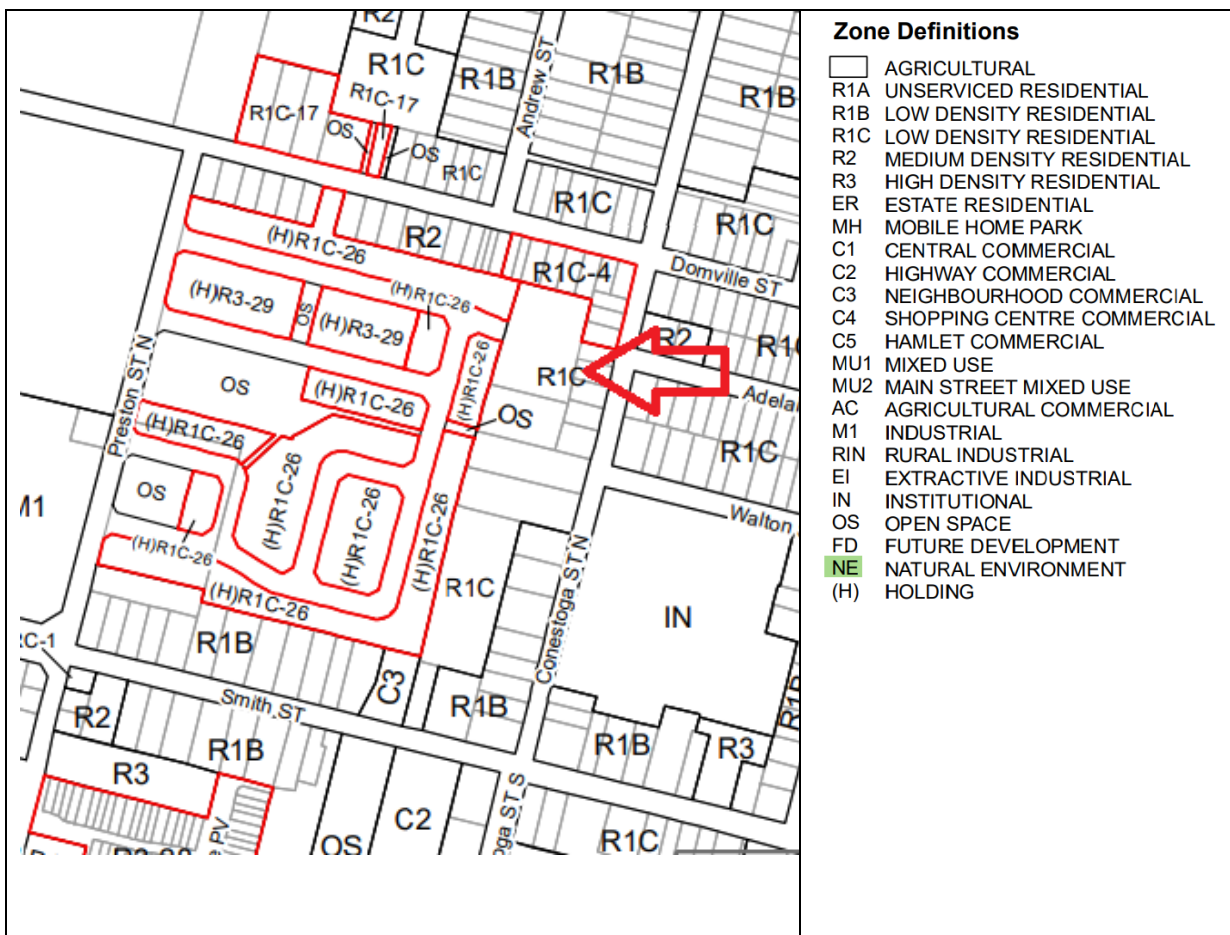 R2
R1C
R1B
R1B
R1B
Andrew ST
R1C-17
R1C-17
OS
OS
R1C
R1C
R1C
(H)R1C-26
R2
R1C-4
Domville ST
(H)R1C-26
(H)R3-29
OS
(H)R3-29
R2
Preston ST N
(H)R1C-26
R1C
OS
(H)R1C-26
OS
R1C
(H)R1C-26
(H)R1C-26
(H)R1C-26
(H)R1C-26
OS
Walton
M1
(H)R1C-26
(H)R1C-26
R1C
Conestoga ST N
IN
R1B
C3
R1B
R1B
R1B
R3
Smith ST
R2
R1B
R3
C2
OS
R1C
Zone Definitions
AGRICULTURAL
R1A UNSERVICED RESIDENTIAL
R1B LOW DENSITY RESIDENTIAL
R1C LOW DENSITY RESIDENTIAL
R2 MEDIUM DENSITY RESIDENTIAL
R3 HIGH DENSITY RESIDENTIAL
ER ESTATE RESIDENTIAL
MH MOBILE HOME PARK
C1 CENTRAL COMMERCIAL
C2 HIGHWAY COMMERCIAL
C3 NEIGHBOURHOOD COMMERCIAL
C4 SHOPPING CENTRE COMMERCIAL
C5 HAMLET COMMERCIAL
MU1 MIXED USE
MU2 MAIN STREET MIXED USE
AC AGRICULTURAL COMMERCIAL
M1 INDUSTRIAL
RIN RURAL INDUSTRIAL
EI EXTRACTIVE INDUSTRIAL
IN INSTITUTIONAL
OS OPEN SPACE
FD FUTURE DEVELOPMENT
NE NATURAL ENVIRONMENT
(H) HOLDING